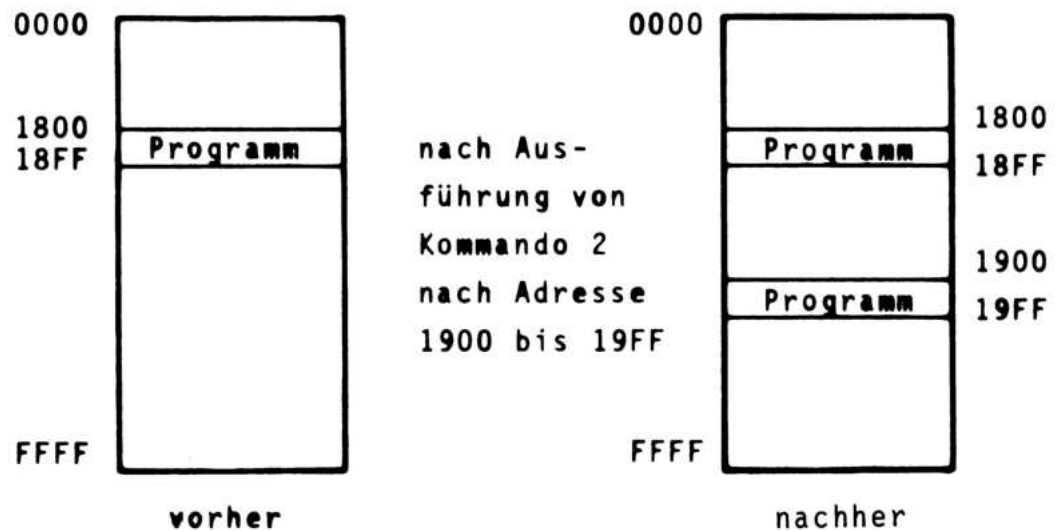 0000
1800
18FF
Programm
FFFF
vorher
nach Aus-
führung von
Kommando 2
nach Adresse
1900 bis 19FF
0000
1800
Programm
18FF
1900
Programm
19FF
FFFF
nachher